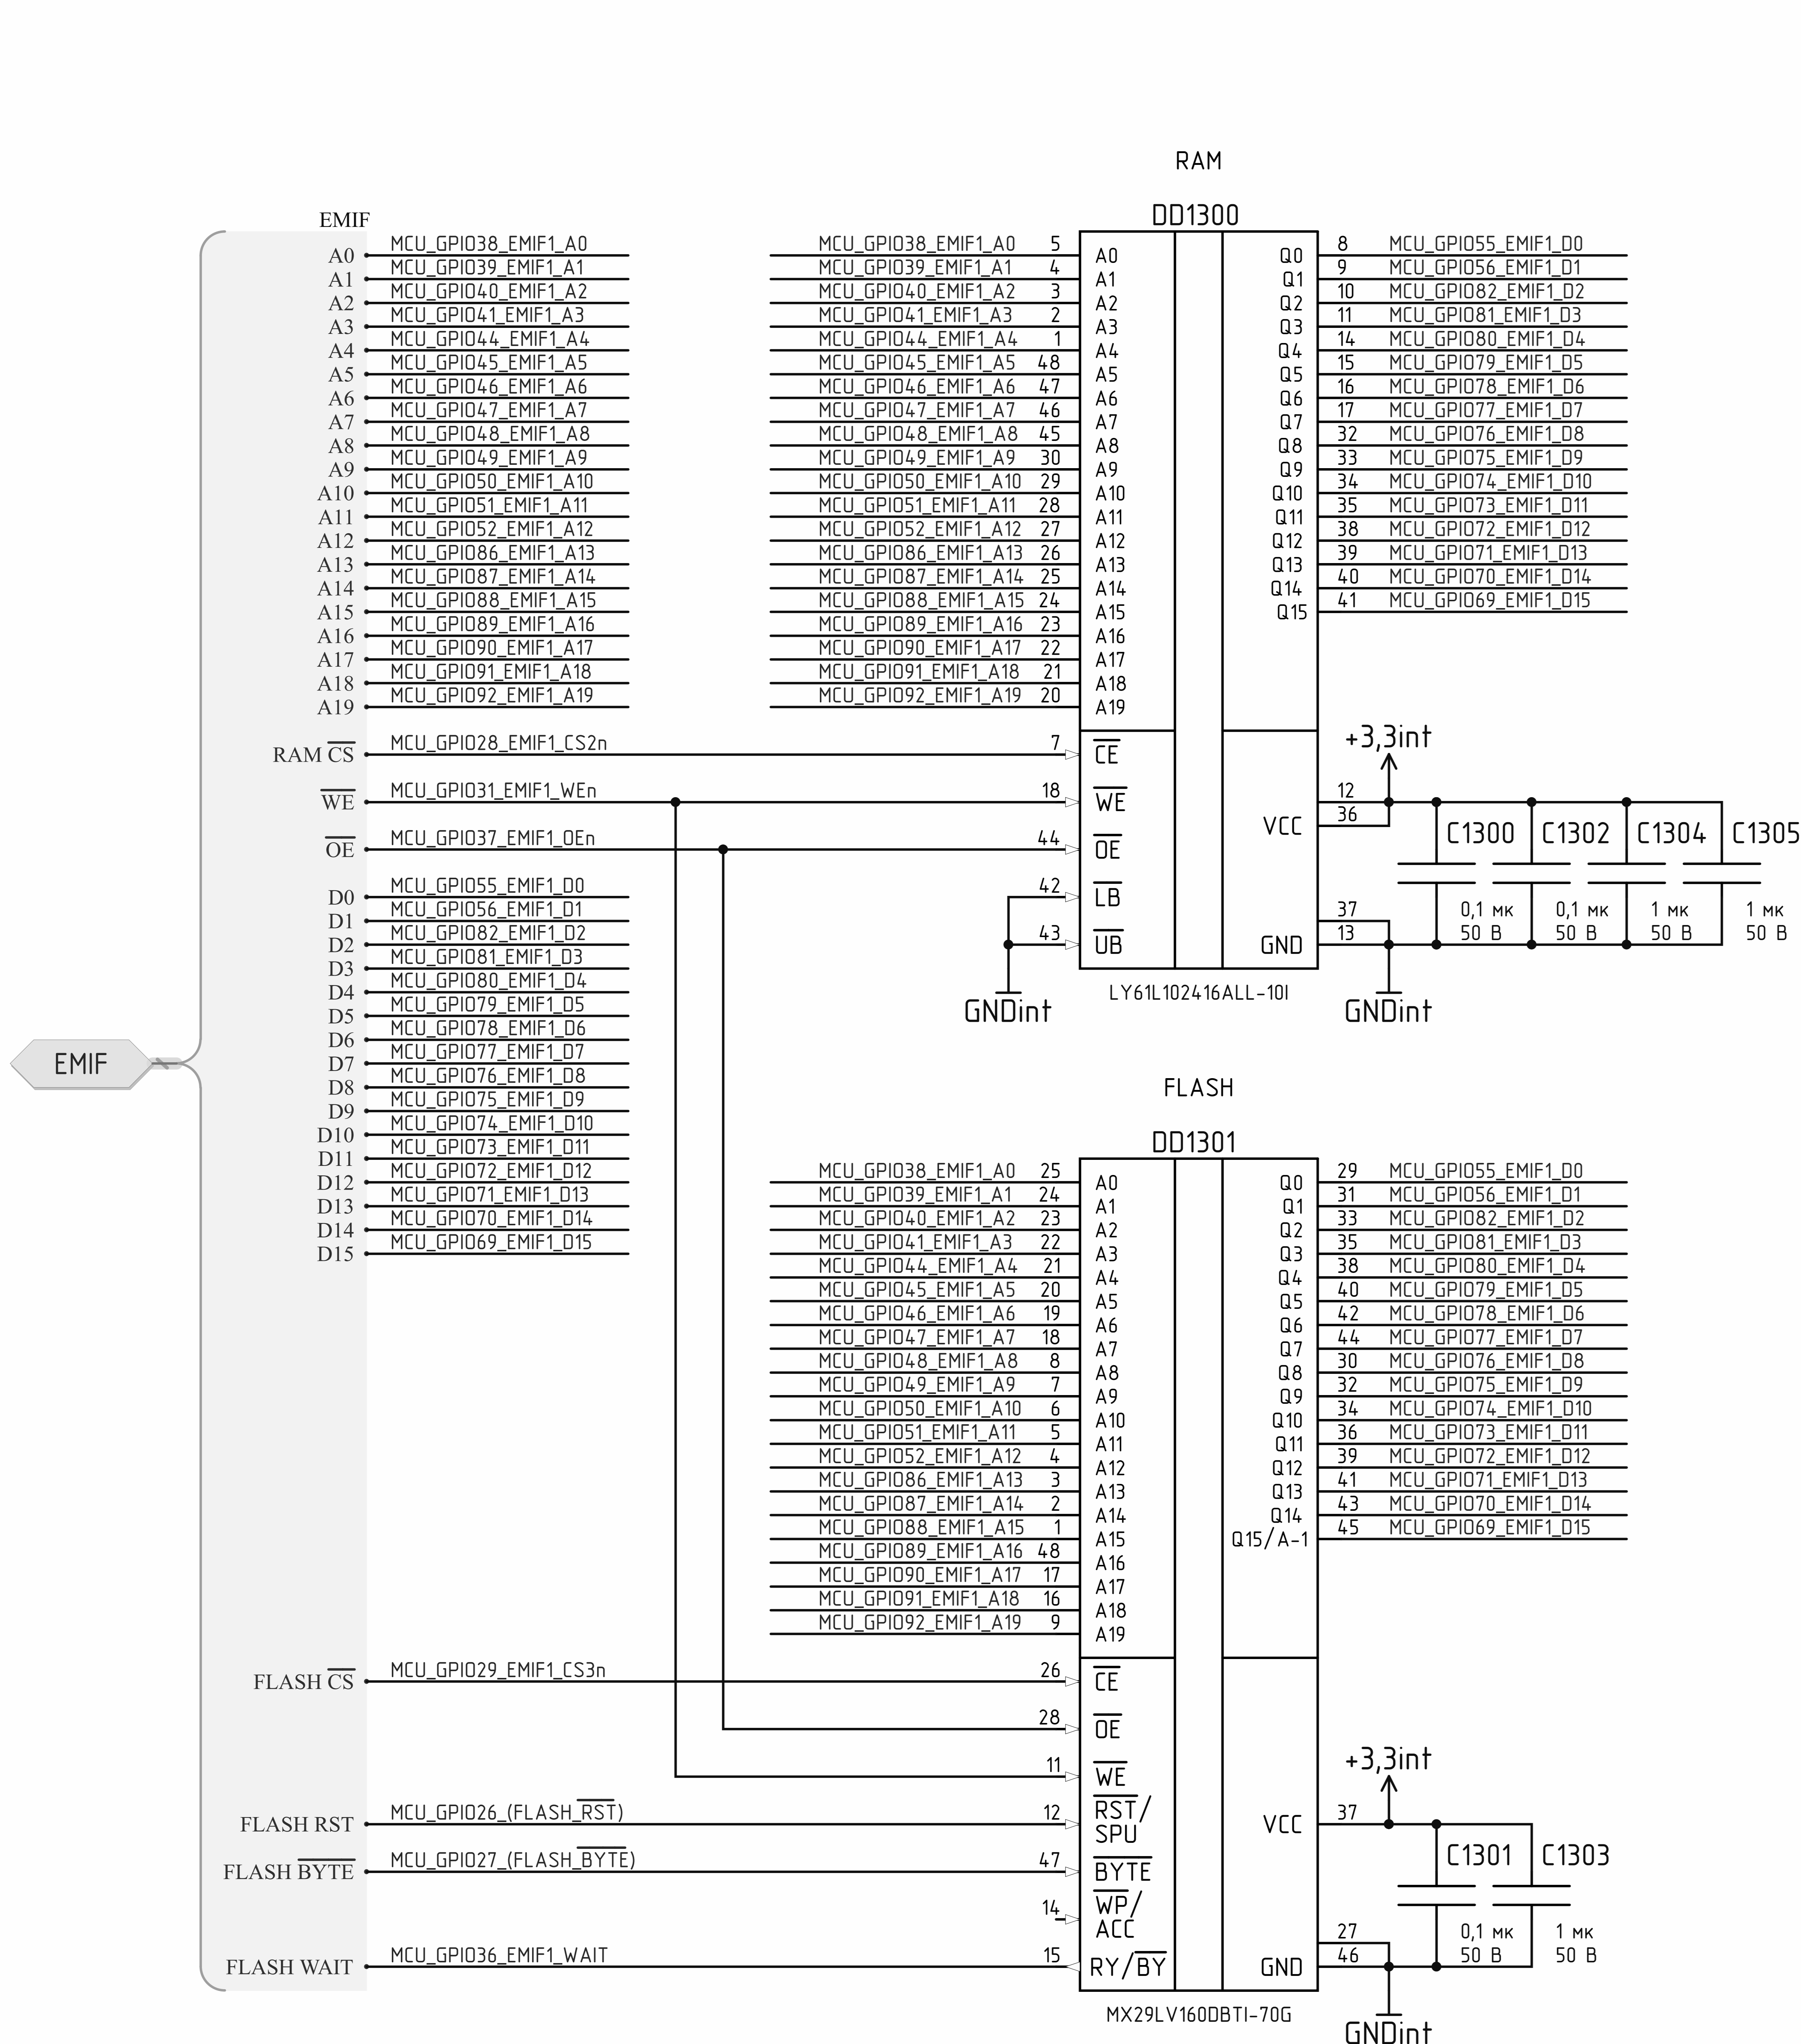 RAM
EMIF
DD1300
A0 MCU_GPIO38_EMIF1_A0 MCU_GPIO38_EMIF1_A0 5 A0 Q0 8 MCU_GPIO55_EMIF1_D0
A1 MCU_GPIO39_EMIF1_A1 MCU_GPIO39_EMIF1_A1 4 A1 Q1 9 MCU_GPIO56_EMIF1_D1
A2 MCU_GPIO40_EMIF1_A2 MCU_GPIO40_EMIF1_A2 3 A2 Q2 10 MCU_GPIO82_EMIF1_D2
A3 MCU_GPIO41_EMIF1_A3 MCU_GPIO41_EMIF1_A3 2 A3 Q3 11 MCU_GPIO81_EMIF1_D3
A4 MCU_GPIO44_EMIF1_A4 MCU_GPIO44_EMIF1_A4 1 A4 Q4 14 MCU_GPIO80_EMIF1_D4
A5 MCU_GPIO45_EMIF1_A5 MCU_GPIO45_EMIF1_A5 48 A5 Q5 15 MCU_GPIO79_EMIF1_D5
A6 MCU_GPIO46_EMIF1_A6 MCU_GPIO46_EMIF1_A6 47 A6 Q6 16 MCU_GPIO78_EMIF1_D6
A7 MCU_GPIO47_EMIF1_A7 MCU_GPIO47_EMIF1_A7 46 A7 Q7 17 MCU_GPIO77_EMIF1_D7
A8 MCU_GPIO48_EMIF1_A8 MCU_GPIO48_EMIF1_A8 45 A8 Q8 32 MCU_GPIO76_EMIF1_D8
A9 MCU_GPIO49_EMIF1_A9 MCU_GPIO49_EMIF1_A9 30 A9 Q9 33 MCU_GPIO75_EMIF1_D9
A10 MCU_GPIO50_EMIF1_A10 MCU_GPIO50_EMIF1_A10 29 A10 Q10 34 MCU_GPIO74_EMIF1_D10
A11 MCU_GPIO51_EMIF1_A11 MCU_GPIO51_EMIF1_A11 28 A11 Q11 35 MCU_GPIO73_EMIF1_D11
A12 MCU_GPIO52_EMIF1_A12 MCU_GPIO52_EMIF1_A12 27 A12 Q12 38 MCU_GPIO72_EMIF1_D12
A13 MCU_GPIO86_EMIF1_A13 MCU_GPIO86_EMIF1_A13 26 A13 Q13 39 MCU_GPIO71_EMIF1_D13
A14 MCU_GPIO87_EMIF1_A14 MCU_GPIO87_EMIF1_A14 25 A14 Q14 40 MCU_GPIO70_EMIF1_D14
A15 MCU_GPIO88_EMIF1_A15 MCU_GPIO88_EMIF1_A15 24 A15 Q15 41 MCU_GPIO69_EMIF1_D15
A16 MCU_GPIO89_EMIF1_A16 MCU_GPIO89_EMIF1_A16 23 A16
A17 MCU_GPIO90_EMIF1_A17 MCU_GPIO90_EMIF1_A17 22 A17
A18 MCU_GPIO91_EMIF1_A18 MCU_GPIO91_EMIF1_A18 21 A18
A19 MCU_GPIO92_EMIF1_A19 MCU_GPIO92_EMIF1_A19 20 A19
+3,3int
RAM CS MCU_GPIO28_EMIF1_CS2n 7 CE
WE MCU_GPIO31_EMIF1_WEn 18 WE 12
VCC 36 C1300 C1302 C1304 C1305
OE MCU_GPIO37_EMIF1_OEn 44 OE
D0 MCU_GPIO55_EMIF1_D0 42 LB
D1 MCU_GPIO56_EMIF1_D1 37 0,1 мк 0,1 мк 1 мк 1 мк
D2 MCU_GPIO82_EMIF1_D2 43 UB GND 13 50 В 50 В 50 В 50 В
D3 MCU_GPIO81_EMIF1_D3
D4 MCU_GPIO80_EMIF1_D4 LY61L102416ALL-10I
D5 MCU_GPIO79_EMIF1_D5 GNDint GNDint
D6 MCU_GPIO78_EMIF1_D6
EMIF
D7 MCU_GPIO77_EMIF1_D7
D8 MCU_GPIO76_EMIF1_D8 FLASH
D9 MCU_GPIO75_EMIF1_D9
D10 MCU_GPIO74_EMIF1_D10 DD1301
D11 MCU_GPIO73_EMIF1_D11
D12 MCU_GPIO72_EMIF1_D12 MCU_GPIO38_EMIF1_A0 25 A0 Q0 29 MCU_GPIO55_EMIF1_D0
D13 MCU_GPIO71_EMIF1_D13 MCU_GPIO39_EMIF1_A1 24 A1 Q1 31 MCU_GPIO56_EMIF1_D1
D14 MCU_GPIO70_EMIF1_D14 MCU_GPIO40_EMIF1_A2 23 A2 Q2 33 MCU_GPIO82_EMIF1_D2
D15 MCU_GPIO69_EMIF1_D15 MCU_GPIO41_EMIF1_A3 22 A3 Q3 35 MCU_GPIO81_EMIF1_D3
MCU_GPIO44_EMIF1_A4 21 A4 Q4 38 MCU_GPIO80_EMIF1_D4
MCU_GPIO45_EMIF1_A5 20 A5 Q5 40 MCU_GPIO79_EMIF1_D5
MCU_GPIO46_EMIF1_A6 19 A6 Q6 42 MCU_GPIO78_EMIF1_D6
MCU_GPIO47_EMIF1_A7 18 A7 Q7 44 MCU_GPIO77_EMIF1_D7
MCU_GPIO48_EMIF1_A8 8 A8 Q8 30 MCU_GPIO76_EMIF1_D8
MCU_GPIO49_EMIF1_A9 7 A9 Q9 32 MCU_GPIO75_EMIF1_D9
MCU_GPIO50_EMIF1_A10 6 A10 Q10 34 MCU_GPIO74_EMIF1_D10
MCU_GPIO51_EMIF1_A11 5 A11 Q11 36 MCU_GPIO73_EMIF1_D11
MCU_GPIO52_EMIF1_A12 4 A12 Q12 39 MCU_GPIO72_EMIF1_D12
MCU_GPIO86_EMIF1_A13 3 A13 Q13 41 MCU_GPIO71_EMIF1_D13
MCU_GPIO87_EMIF1_A14 2 A14 Q14 43 MCU_GPIO70_EMIF1_D14
MCU_GPIO88_EMIF1_A15 1 A15 Q15/A-1 45 MCU_GPIO69_EMIF1_D15
MCU_GPIO89_EMIF1_A16 48 A16
MCU_GPIO90_EMIF1_A17 17 A17
MCU_GPIO91_EMIF1_A18 16 A18
MCU_GPIO92_EMIF1_A19 9 A19
FLASH CS MCU_GPIO29_EMIF1_CS3n 26 CE
28 OE
+3,3int
11 WE
FLASH RST MCU_GPIO26_(FLASH_RST) 12 RST/
SPU VCC 37
C1301 C1303
FLASH BYTE MCU_GPIO27_(FLASH_BYTE) 47 BYTE
14 WP/
ACC 27 0,1 мк 1 мк
FLASH WAIT MCU_GPIO36_EMIF1_WAIT 15 RY/BY GND 46 50 В 50 В
MX29LV160DBTI-70G
GNDint